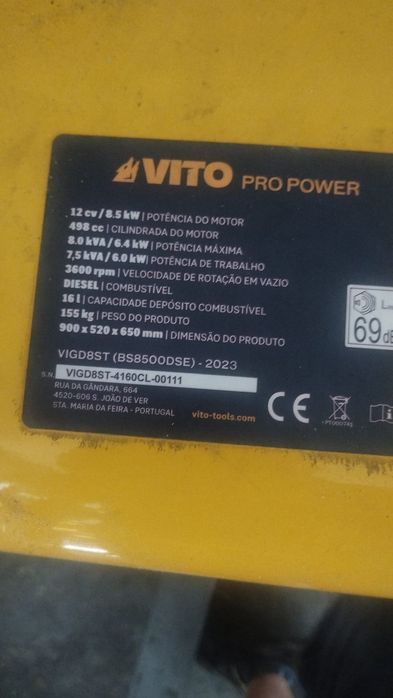 VITO PRO POWER
12 cv / 8.5 kW | POTÊNCIA DO MOTOR
498 cc | CILINDRADA DO MOTOR
8.0 kVA / 6.4 kW | POTÊNCIA MÁXIMA
7,5 kVA / 6.0 kW | POTÊNCIA DE TRABALHO
3600 rpm | VELOCIDADE DE ROTAÇÃO EM VAZIO
DIESEL | COMBUSTÍVEL
16 l | CAPACIDADE DEPÓSITO COMBUSTÍVEL
155 kg | PESO DO PRODUTO
900 x 520 x 650 mm | DIMENSÃO DO PRODUTO
69
VIGD8ST (BS8500DSE) - 2023
S.N. VIGD8ST-4160CL-00111
RUA DA GÂNDARA, 664
4520-606 S. JOÃO DE VER
STA. MARIA DA FEIRA - PORTUGAL
vito-tools.com
CE